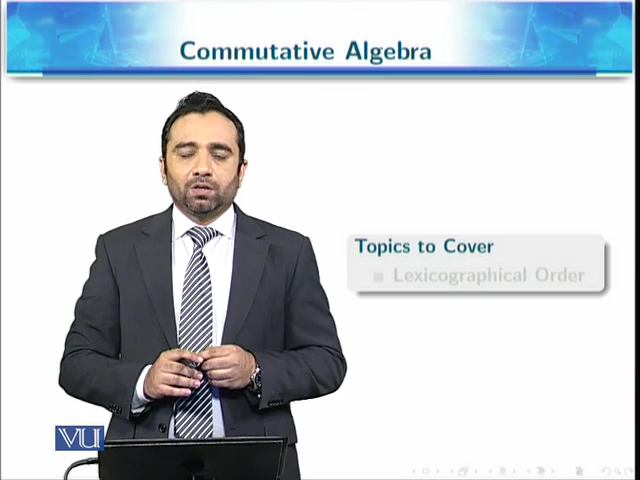 Commutative Algebra
Topics to Cover
Lexicographical Order
VU